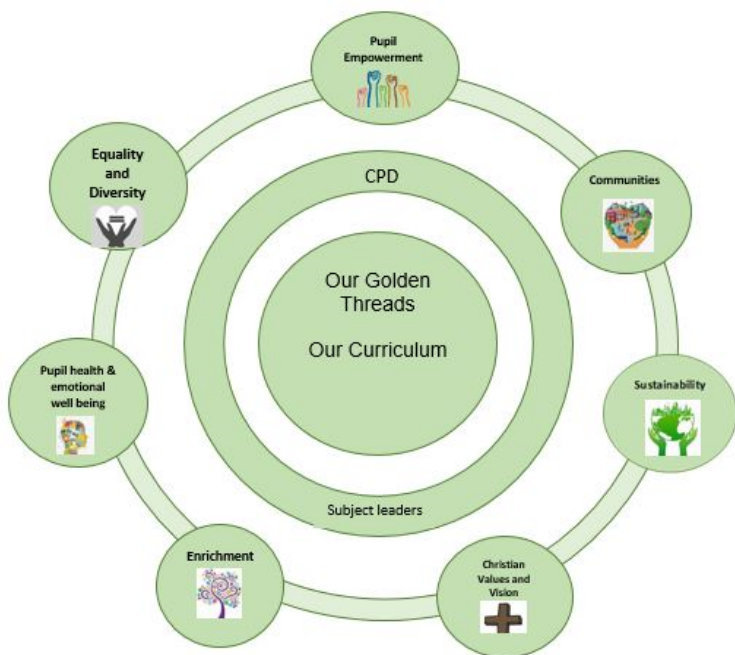 Pupil
Empowerment
Equality
and
Diversity
CPD
Communities
Our Golden
Threads
Our Curriculum
Pupil health &
emotional
well being
Sustainability
Subject leaders
Enrichment
Christian
Values and
Vision